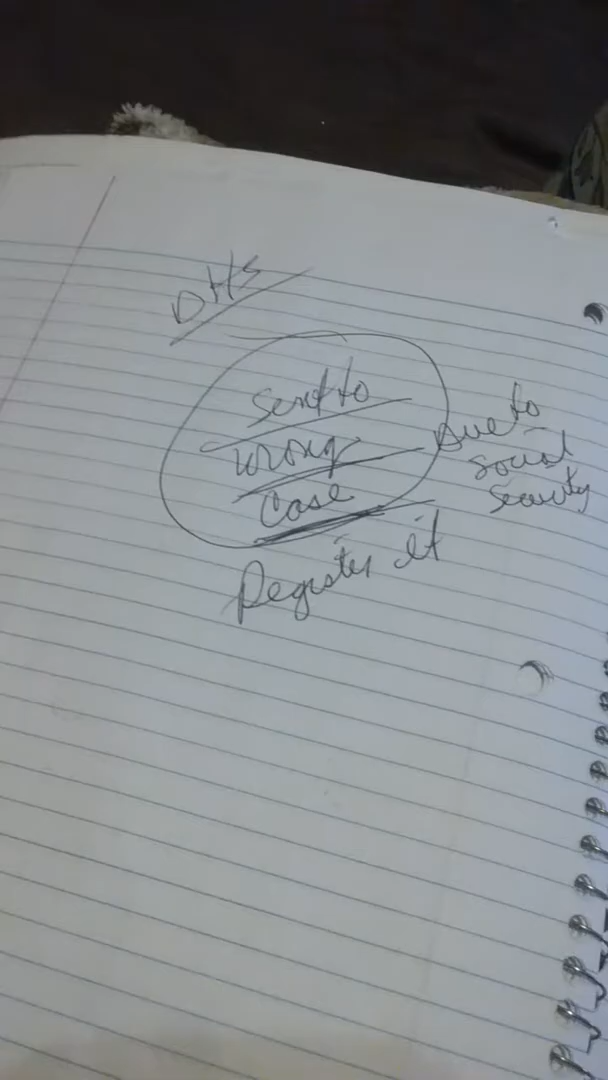 DHS
Sent to
wrong
Case
Due to
Social
Security
Register it